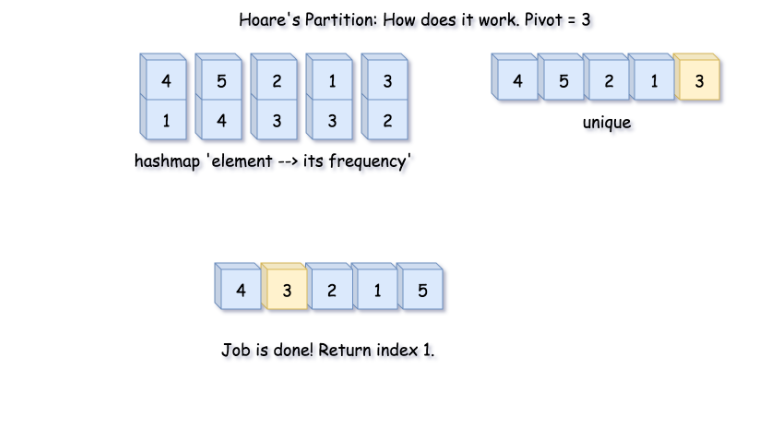 Hoare's Partition: How does it work. Pivot = 3
4 5 2 1 3
1 4 3 3 2
hashmap 'element --> its frequency'
4 5 2 1 3
unique
4 3 2 1 5
Job is done! Return index 1.